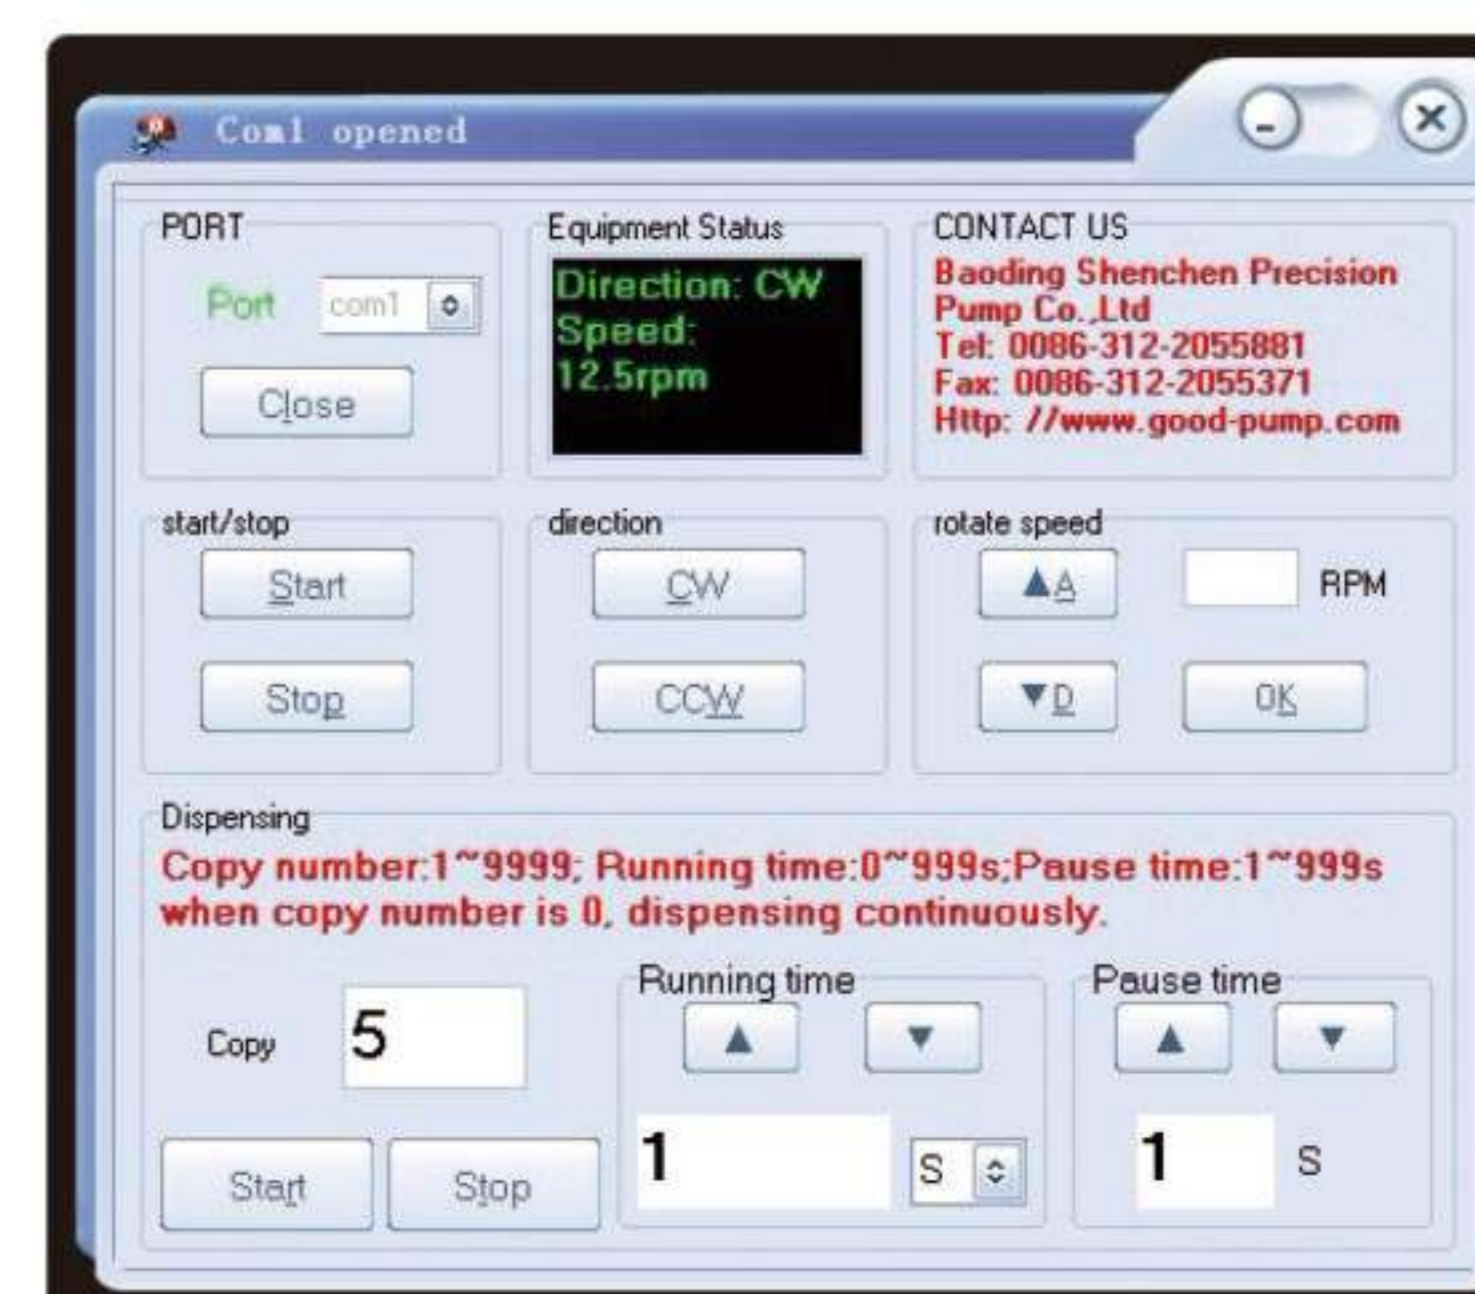 Com1 opened
PORT
Port com1
Close
Equipment Status
Direction: CW
Speed:
12.5rpm
CONTACT US
Baoding Shenchen Precision
Pump Co.,Ltd
Tel: 0086-312-2055881
Fax: 0086-312-2055371
Http: //www.good-pump.com
start/stop
Start
Stop
direction
CW
CCW
rotate speed
▲A RPM
▼D OK
Dispensing
Copy number:1~9999; Running time:0~999s;Pause time:1~999s
when copy number is 0, dispensing continuously.
Copy 5
Start Stop
Running time
▲ ▼
1 S
Pause time
▲ ▼
1 S